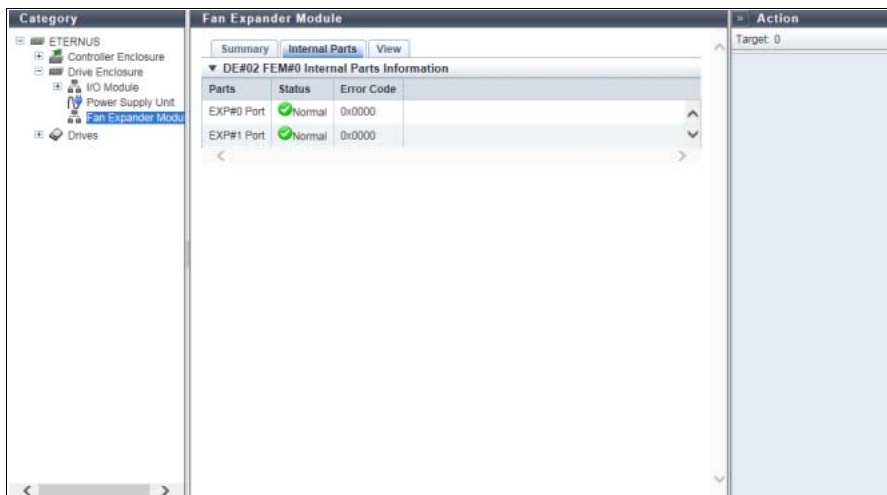 Category
ETERNUS
Controller Enclosure
Drive Enclosure
I/O Module
Power Supply Unit
Fan Expander Modu
Drives
Fan Expander Module
Summary Internal Parts View
▼ DE#02 FEM#0 Internal Parts Information
Parts Status Error Code
EXP#0 Port Normal 0x0000
EXP#1 Port Normal 0x0000
» Action
Target: 0